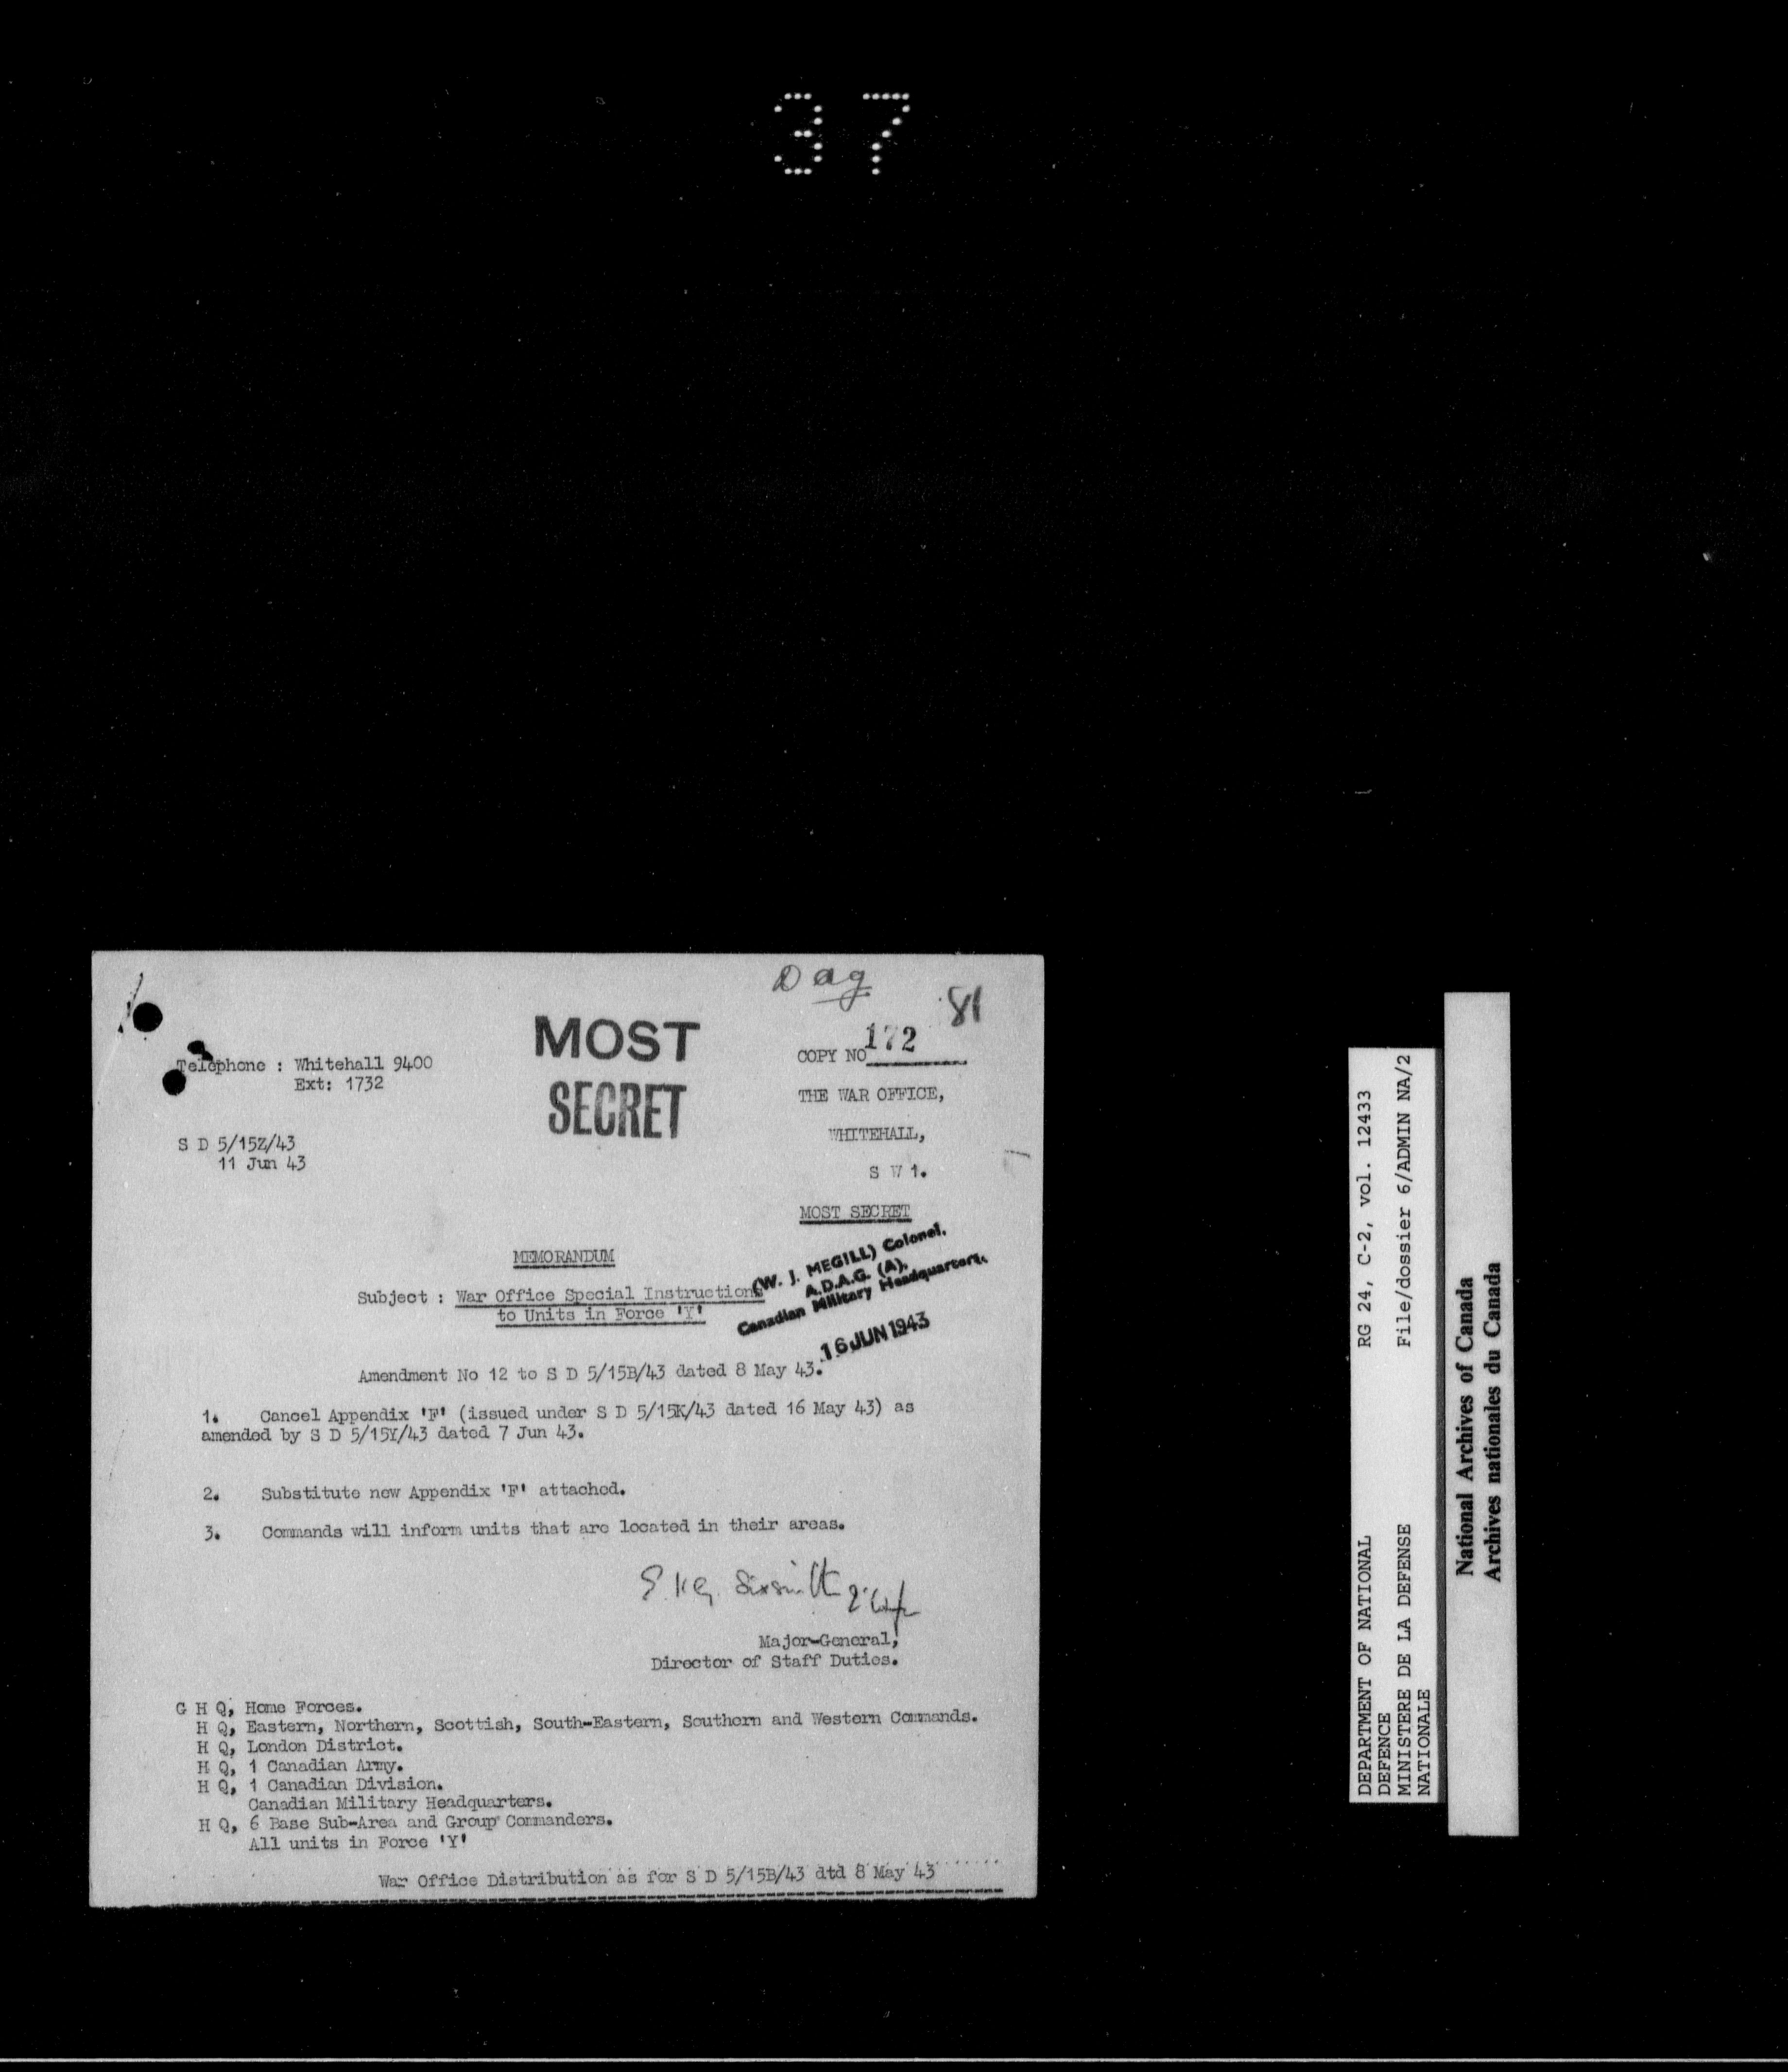 37
Dag
81
MOST
SECRET
Telephone : Whitehall 9400
Ext: 1732
COPY NO 172
THE WAR OFFICE,
WHITEHALL,
S W 1.
S D 5/15Z/43
11 Jun 43
MOST SECRET
MEMORANDUM
(W. J. MEGILL) Colonel.
A.D.A.G. (A).
Canadian Military Headquarters.
16 JUN 1943
Subject : War Office Special Instructions
to Units in Force 'Y'
Amendment No 12 to S D 5/15B/43 dated 8 May 43.
1. Cancel Appendix 'F' (issued under S D 5/15K/43 dated 16 May 43) as
amended by S D 5/15Y/43 dated 7 Jun 43.
2. Substitute new Appendix 'F' attached.
3. Commands will inform units that are located in their areas.
Sixsmith
Major-General,
Director of Staff Duties.
G H Q, Home Forces.
H Q, Eastern, Northern, Scottish, South-Eastern, Southern and Western Commands.
H Q, London District.
H Q, 1 Canadian Army.
H Q, 1 Canadian Division.
Canadian Military Headquarters.
H Q, 6 Base Sub-Area and Group Commanders.
All units in Force 'Y'
War Office Distribution as for S D 5/15B/43 dtd 8 May 43
DEPARTMENT OF NATIONAL RG 24, C-2, vol. 12433
DEFENCE
MINISTERE DE LA DEFENSE File/dossier 6/ADMIN NA/2
NATIONALE
National Archives of Canada
Archives nationales du Canada